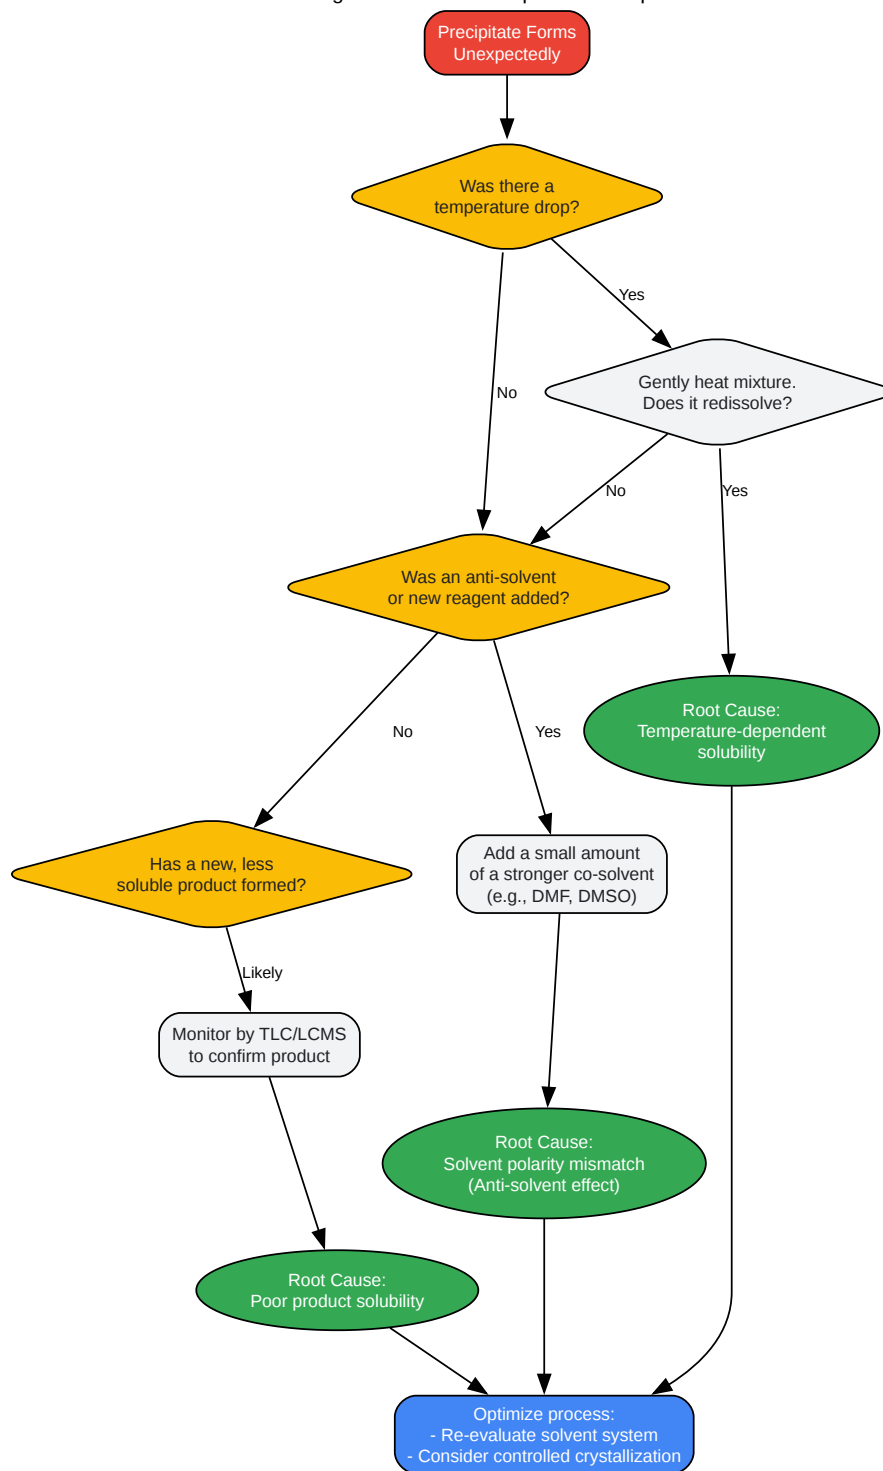 Precipitate Forms
Unexpectedly
Was there a
temperature drop?
Yes
Gently heat mixture.
Does it redissolve?
No
No
Yes
Was an anti-solvent
or new reagent added?
Root Cause:
Temperature-dependent
solubility
No
Yes
Add a small amount
of a stronger co-solvent
(e.g., DMF, DMSO)
Has a new, less
soluble product formed?
Likely
Monitor by TLC/LCMS
to confirm product
Root Cause:
Solvent polarity mismatch
(Anti-solvent effect)
Root Cause:
Poor product solubility
Optimize process:
- Re-evaluate solvent system
- Consider controlled crystallization